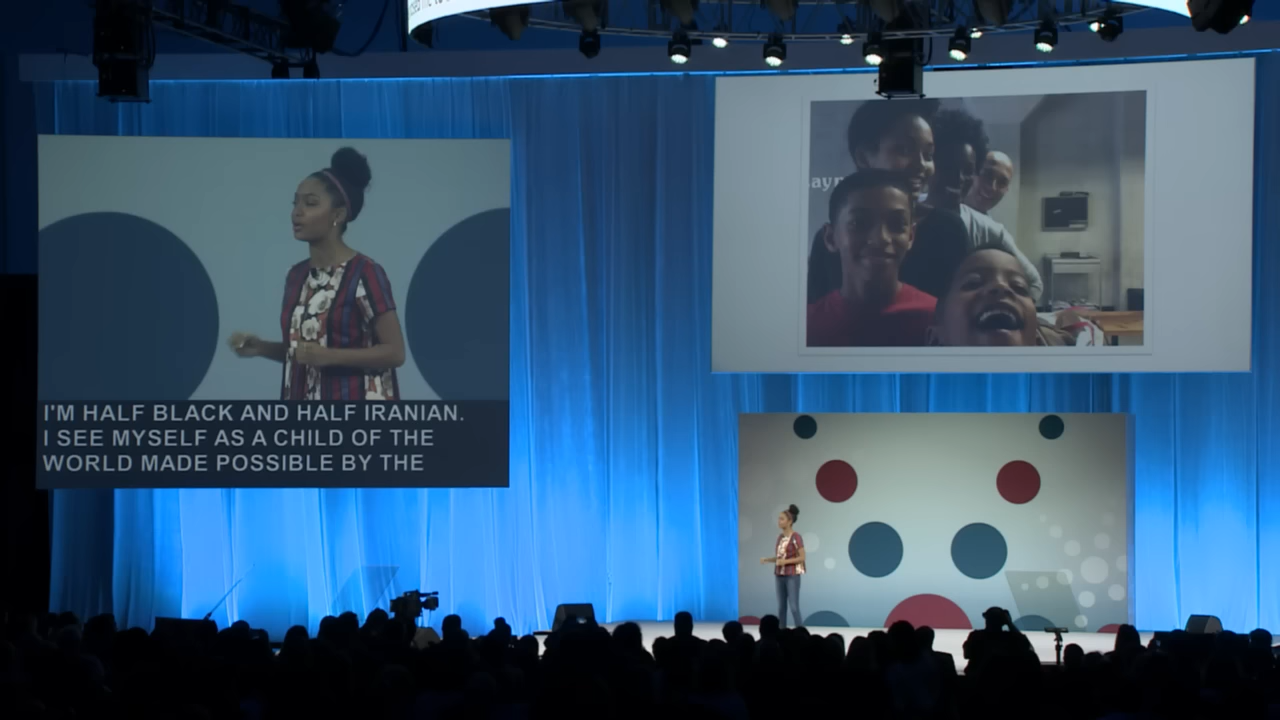 I'M HALF BLACK AND HALF IRANIAN.
I SEE MYSELF AS A CHILD OF THE
WORLD MADE POSSIBLE BY THE